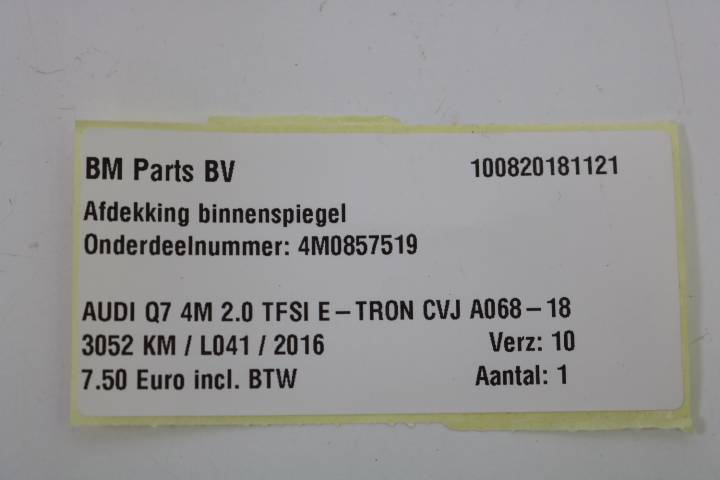 BM Parts BV 100820181121
Afdekking binnenspiegel
Onderdeelnummer: 4M0857519
AUDI Q7 4M 2.0 TFSI E-TRON CVJ A068-18
3052 KM / L041 / 2016 Verz: 10
7.50 Euro incl. BTW Aantal: 1